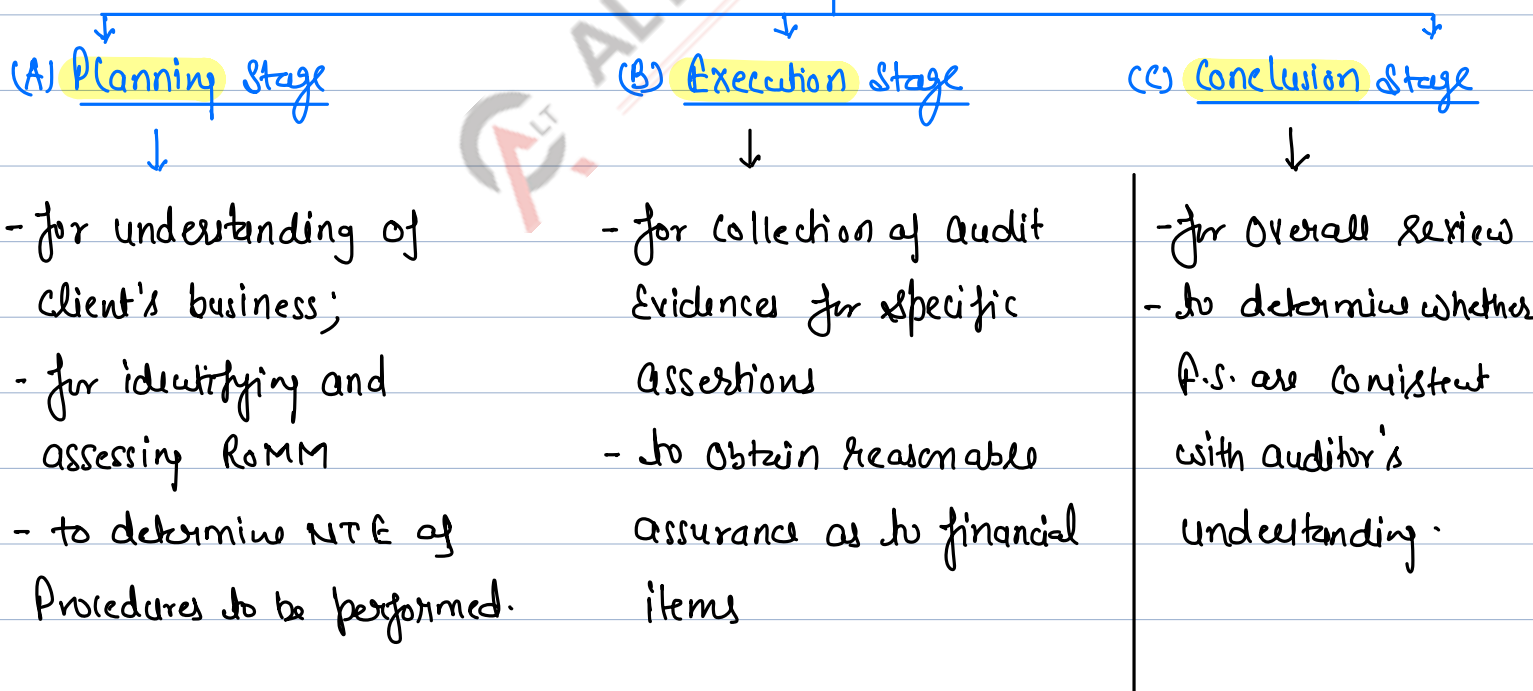 (A) Planning Stage
(B) Execution Stage
(C) Conclusion Stage
- for understanding of
client's business;
- for identifying and
assessing RoMM
- to determine NTE of
Procedures to be performed.
- for collection of audit
Evidences for specific
assertions
- to obtain reasonable
assurance as to financial
items
- for overall review
- to determine whether
F.S. are consistent
with auditor's
understanding.
AL
LT